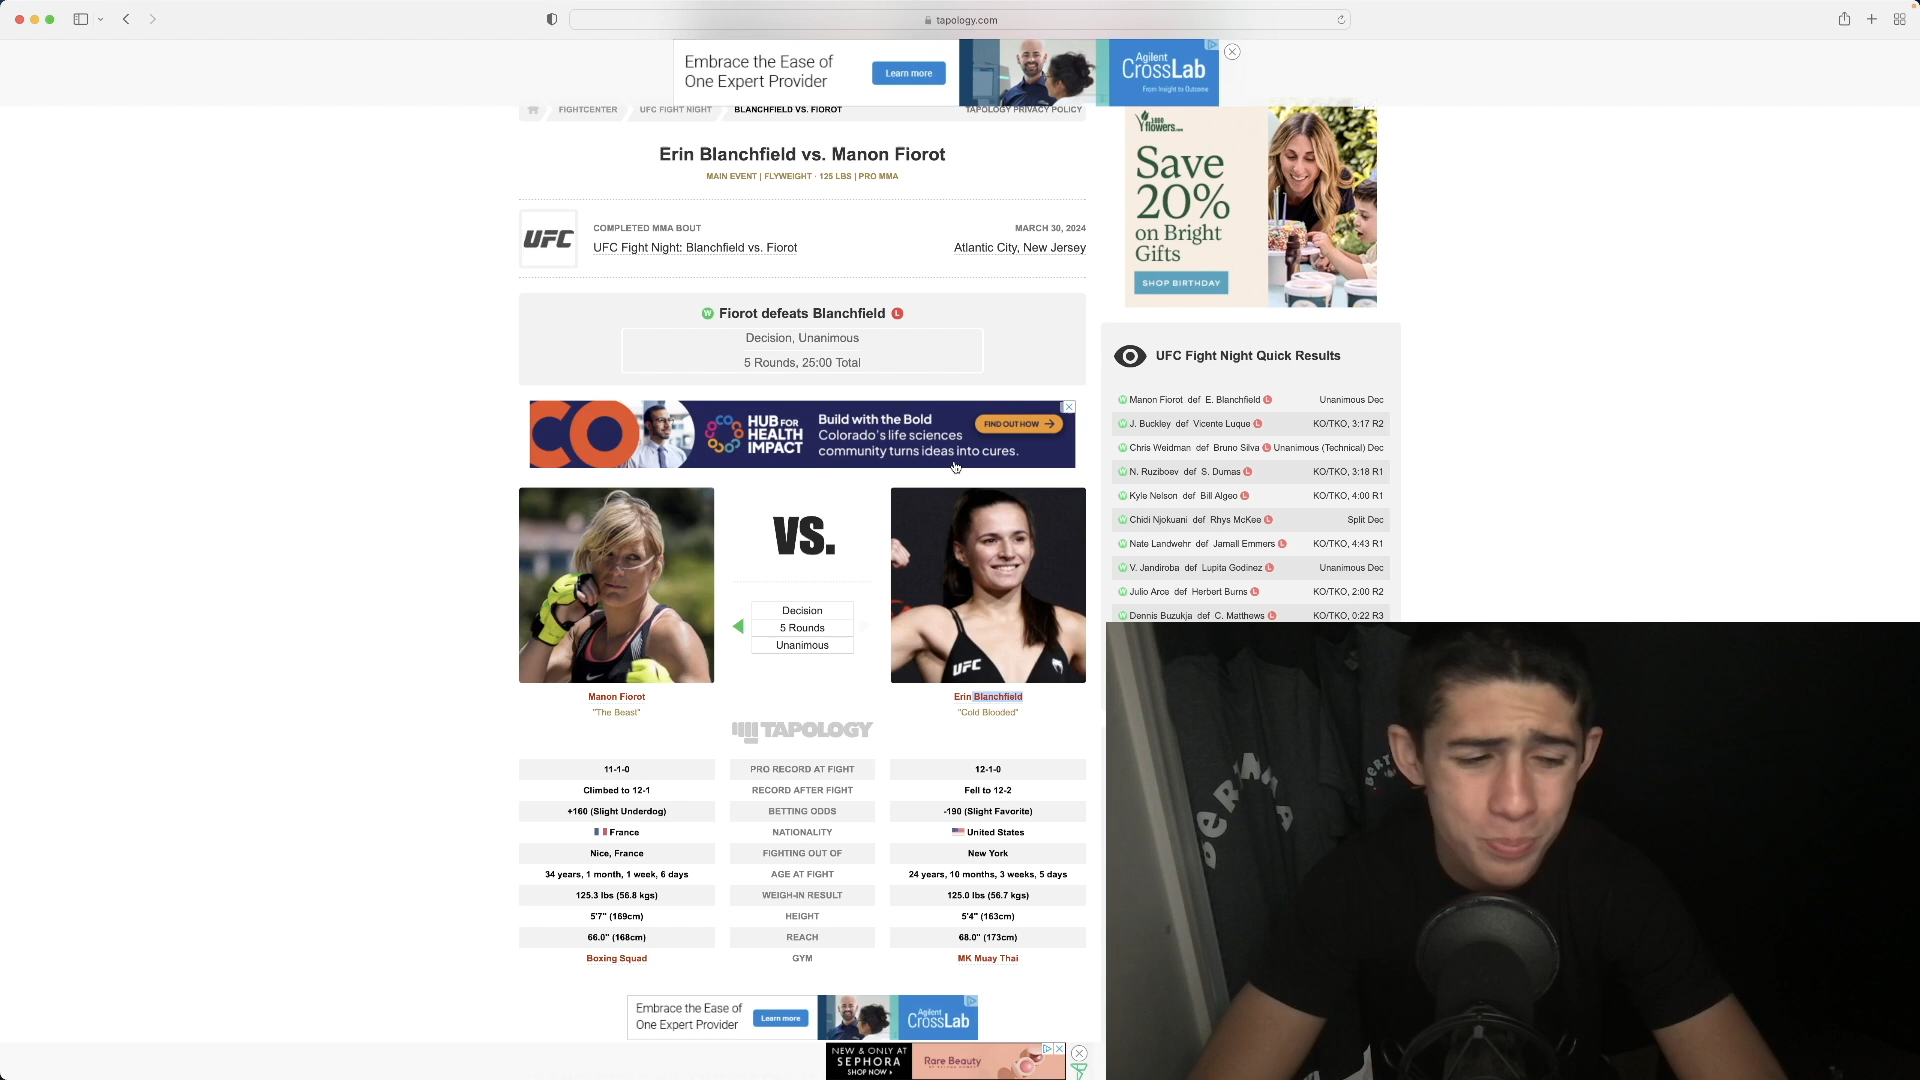 tapology.com
Embrace the Ease of
One Expert Provider
Learn more
Agilent
CrossLab
From Insight to Outcome
FIGHTCENTER
UFC FIGHT NIGHT
BLANCHFIELD VS. FIOROT
TAPOLOGY PRIVACY POLICY
Erin Blanchfield vs. Manon Fiorot
MAIN EVENT | FLYWEIGHT · 125 LBS | PRO MMA
UFC
COMPLETED MMA BOUT
MARCH 30, 2024
UFC Fight Night: Blanchfield vs. Fiorot
Atlantic City, New Jersey
W Fiorot defeats Blanchfield L
Decision, Unanimous
5 Rounds, 25:00 Total
CO
HUB FOR
HEALTH
IMPACT
Build with the Bold
Colorado's life sciences
community turns ideas into cures.
FIND OUT HOW →
VS.
Decision
5 Rounds
Unanimous
UFC
Manon Fiorot
"The Beast"
Erin Blanchfield
"Cold Blooded"
TAPOLOGY
11-1-0 PRO RECORD AT FIGHT 12-1-0
Climbed to 12-1 RECORD AFTER FIGHT Fell to 12-2
+160 (Slight Underdog) BETTING ODDS -190 (Slight Favorite)
France NATIONALITY United States
Nice, France FIGHTING OUT OF New York
34 years, 1 month, 1 week, 6 days AGE AT FIGHT 24 years, 10 months, 3 weeks, 5 days
125.3 lbs (56.8 kgs) WEIGH-IN RESULT 125.0 lbs (56.7 kgs)
5'7" (169cm) HEIGHT 5'4" (163cm)
66.0" (168cm) REACH 68.0" (173cm)
Boxing Squad GYM MK Muay Thai
Embrace the Ease of
One Expert Provider
Learn more
Agilent
CrossLab
NEW & ONLY AT
SEPHORA
SHOP NOW
Rare Beauty
flowers.com
Save
20%
on Bright
Gifts
SHOP BIRTHDAY
UFC Fight Night Quick Results
W Manon Fiorot def E. Blanchfield L Unanimous Dec
W J. Buckley def Vicente Luque L KO/TKO, 3:17 R2
W Chris Weidman def Bruno Silva L Unanimous (Technical) Dec
W N. Ruziboev def S. Dumas L KO/TKO, 3:18 R1
W Kyle Nelson def Bill Algeo L KO/TKO, 4:00 R1
W Chidi Njokuani def Rhys McKee L Split Dec
W Nate Landwehr def Jamall Emmers L KO/TKO, 4:43 R1
W V. Jandiroba def Lupita Godinez L Unanimous Dec
W Julio Arce def Herbert Burns L KO/TKO, 2:00 R2
W Dennis Buzukja def C. Matthews L KO/TKO, 0:22 R3